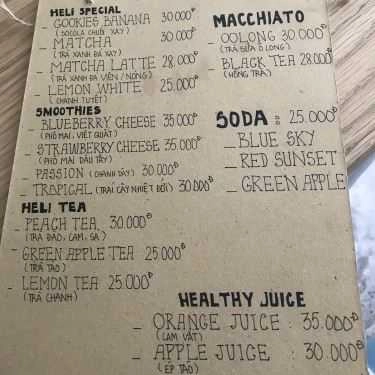 HELI SPECIAL
_ COOKIES BANANA 30.000đ
(SOCOLA CHUỐI XAY)
_ MATCHA 30.000đ
(TRÀ XANH ĐÁ XAY)
_ MATCHA LATTE 28.000đ
(TRÀ XANH ĐÁ VIÊN / NÓNG)
_ LEMON WHITE 25.000đ
(CHANH TUYẾT)
SMOOTHIES
_ BLUEBERRY CHEESE 35.000đ
(PHÔ MAI, VIỆT QUẤT)
_ STRAWBERRY CHEESE 35.000đ
(PHÔ MAI DÂU TÂY)
_ PASSION (CHANH DÂY) 30.000đ
_ TROPICAL (TRÁI CÂY NHIỆT ĐỚI) 30.000đ
HELI TEA
_ PEACH TEA 30.000đ
(TRÀ ĐÀO, CAM, SẢ)
_ GREEN APPLE TEA 25.000đ
(TRÀ TÁO)
_ LEMON TEA 25.000đ
(TRÀ CHANH)
MACCHIATO
_ OOLONG 30.000đ
(TRÀ SỮA Ô LONG)
_ BLACK TEA 28.000đ
(HỒNG TRÀ)
SODA : 25.000đ
_ BLUE SKY
_ RED SUNSET
_ GREEN APPLE
HEALTHY JUICE
_ ORANGE JUICE : 35.000đ
(CAM VẮT)
_ APPLE JUICE : 30.000đ
(ÉP TÁO)